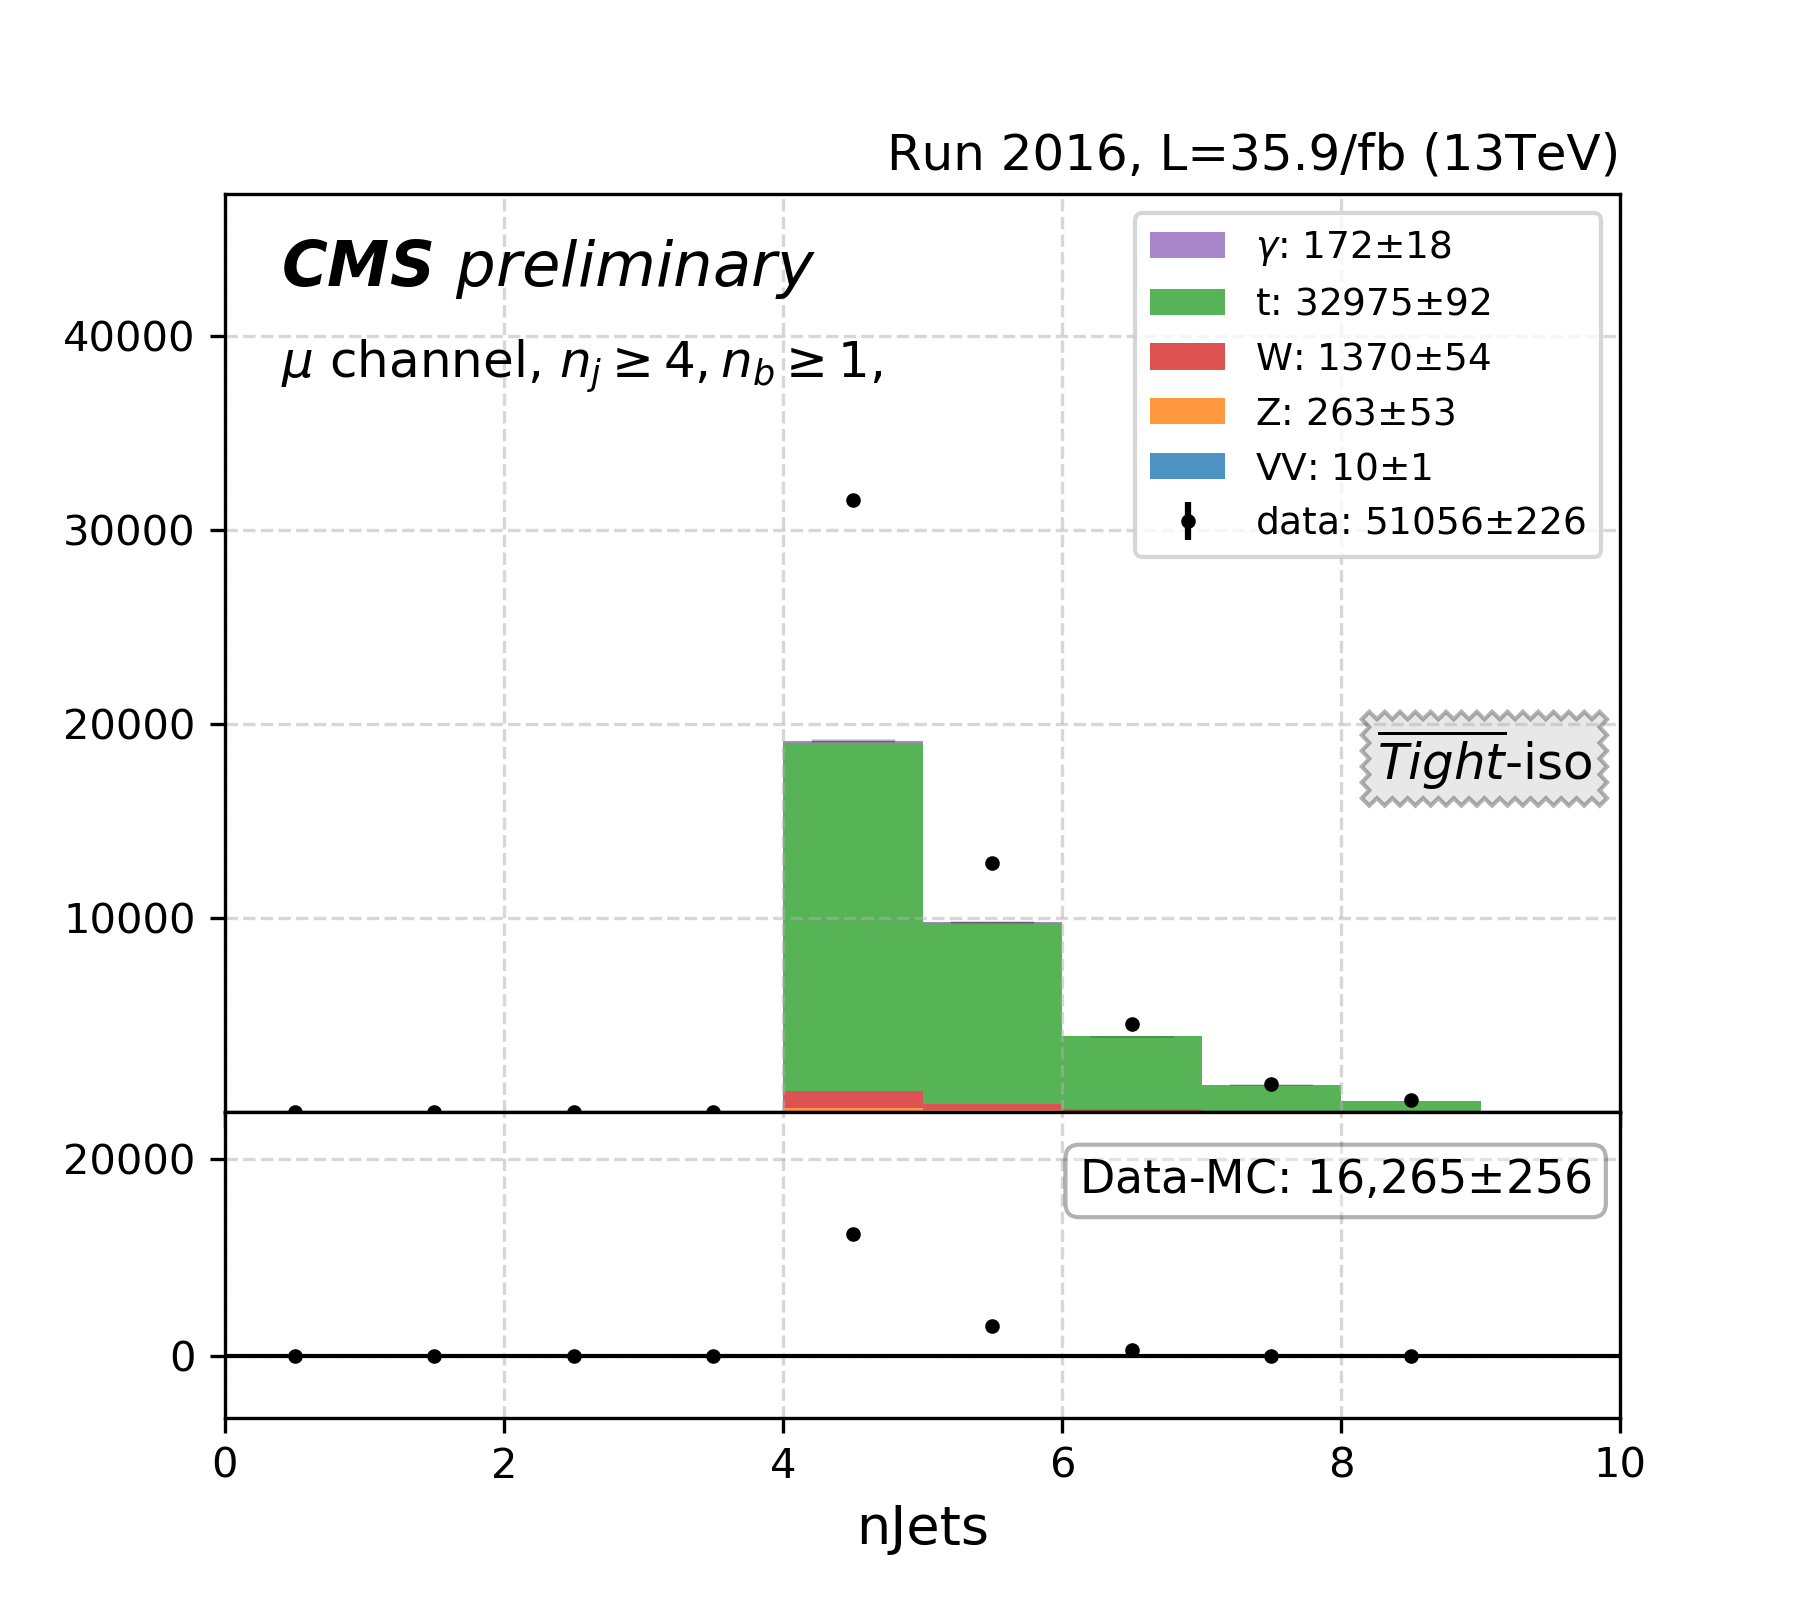 Run 2016, L=35.9/fb (13TeV)
CMS preliminary
μ channel, n_j ≥ 4, n_b ≥ 1,
γ: 172±18
t: 32975±92
W: 1370±54
Z: 263±53
VV: 10±1
data: 51056±226
40000
30000
20000
10000
Tight-iso
Data-MC: 16,265±256
20000
0
0 2 4 6 8 10
nJets